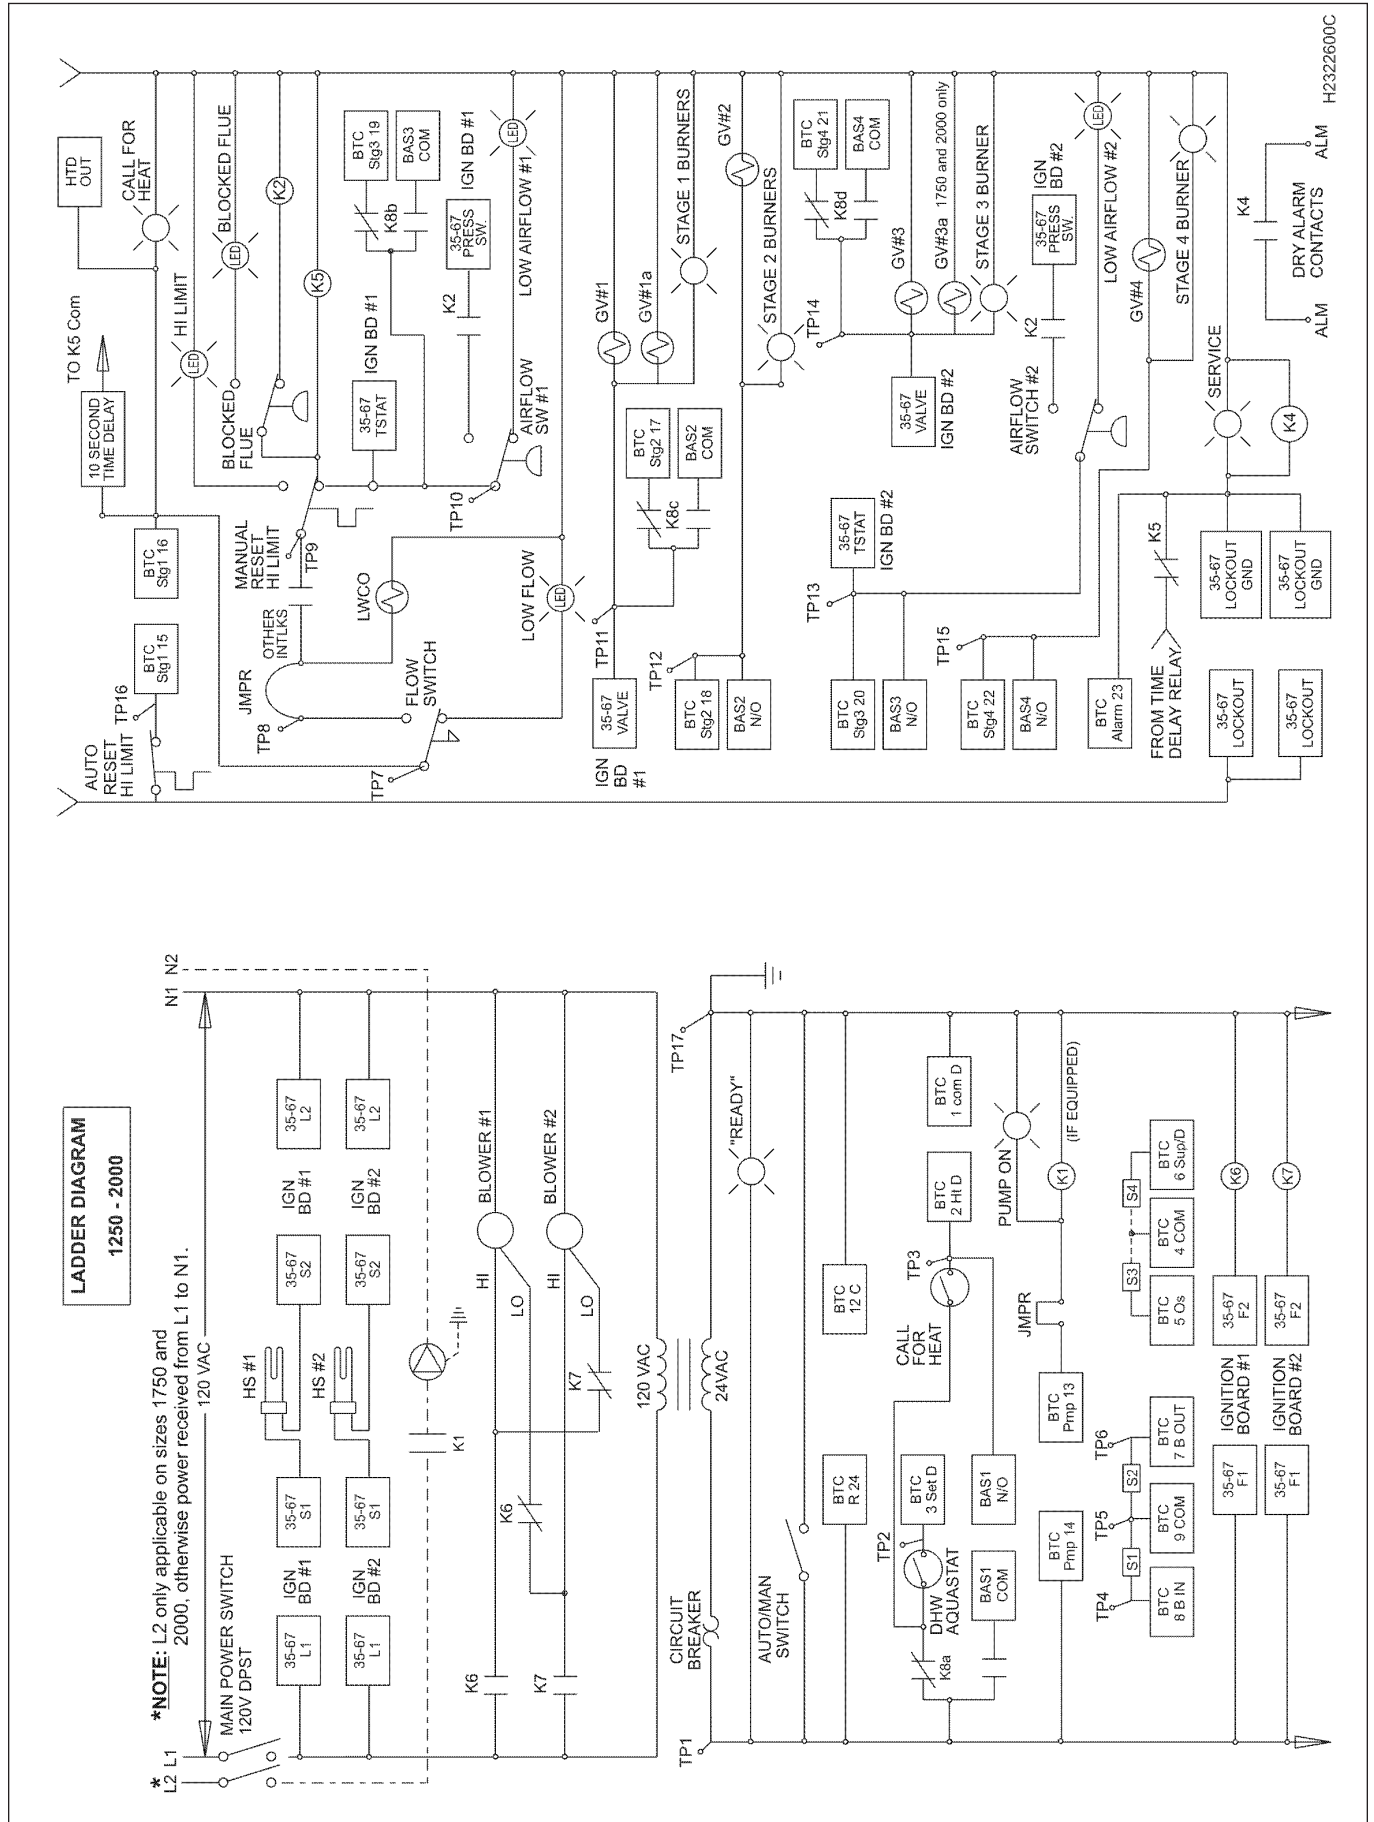 LADDER DIAGRAM
1250 - 2000
*NOTE: L2 only applicable on sizes 1750 and
2000, otherwise power received from L1 to N1.
*
L2
L1
120 VAC
N1
N2
MAIN POWER SWITCH
120V DPST
35-67
L1
IGN
BD #1
35-67
S1
HS #1
35-67
S2
IGN
BD #1
35-67
L2
35-67
L1
IGN
BD #2
35-67
S1
HS #2
35-67
S2
IGN
BD #2
35-67
L2
K1
K6
HI
BLOWER #1
K6
LO
K7
HI
BLOWER #2
K7
LO
120 VAC
24VAC
TP1
CIRCUIT
BREAKER
TP17
"READY"
AUTO/MAN
SWITCH
BTC
R 24
BTC
12 C
K8a
DHW
AQUASTAT
TP2
BTC
3 Set D
CALL
FOR
HEAT
TP3
BTC
2 Ht D
BTC
1 com D
BAS1
COM
BAS1
N/O
BTC
Pmp 14
BTC
Pmp 13
JMPR
PUMP ON
K1
(IF EQUIPPED)
TP4
BTC
8 B IN
S1
TP5
BTC
9 COM
S2
TP6
BTC
7 B OUT
BTC
5 Os
S3
BTC
4 COM
S4
BTC
6 Sup/D
35-67
F1
IGNITION
BOARD #1
35-67
F2
K6
35-67
F1
IGNITION
BOARD #2
35-67
F2
K7
AUTO
RESET
HI LIMIT
TP16
BTC
Stg1 15
BTC
Stg1 16
10 SECOND
TIME DELAY
TO K5 Com
HTD
OUT
CALL FOR
HEAT
HI LIMIT
LED
BLOCKED
FLUE
LED
BLOCKED FLUE
K2
K5
MANUAL
RESET
HI LIMIT
TP9
OTHER
INTLKS
JMPR
TP8
LWCO
FLOW
SWITCH
TP7
35-67
TSTAT
IGN BD #1
K8b
BTC
Stg3 19
BAS3
COM
K2
35-67
PRESS
SW.
IGN BD #1
TP10
AIRFLOW
SW #1
LED
LOW AIRFLOW #1
LOW FLOW
LED
IGN
BD
#1
35-67
VALVE
TP11
GV#1
GV#1a
STAGE 1 BURNERS
K8c
BTC
Stg2 17
BAS2
COM
TP12
BTC
Stg2 18
BAS2
N/O
GV#2
STAGE 2 BURNERS
TP14
K8d
BTC
Stg4 21
BAS4
COM
35-67
VALVE
IGN BD #2
GV#3
GV#3a 1750 and 2000 only
STAGE 3 BURNER
TP13
35-67
TSTAT
IGN BD #2
BTC
Stg3 20
BAS3
N/O
AIRFLOW
SWITCH #2
K2
35-67
PRESS
SW.
IGN
BD #2
LED
LOW AIRFLOW #2
TP15
BTC
Stg4 22
BAS4
N/O
GV#4
STAGE 4 BURNER
BTC
Alarm 23
FROM TIME
DELAY RELAY
K5
SERVICE
K4
35-67
LOCKOUT
35-67
LOCKOUT
GND
35-67
LOCKOUT
35-67
LOCKOUT
GND
ALM
K4
DRY ALARM
CONTACTS
ALM
H2322600C